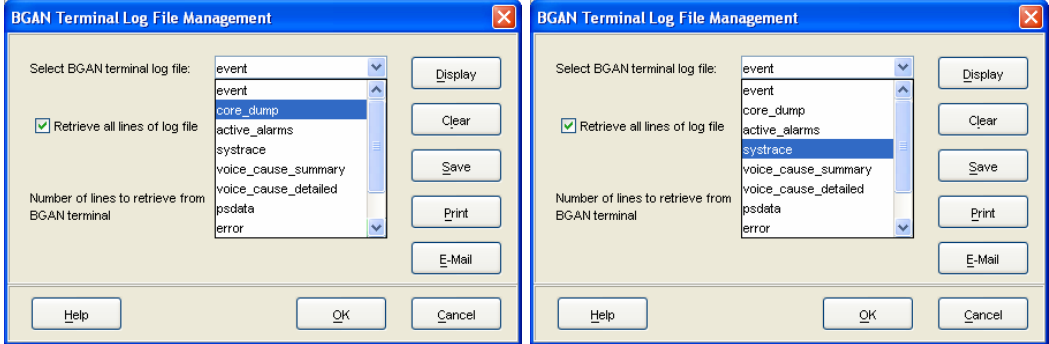 BGAN Terminal Log File Management
Select BGAN terminal log file:
event
Display
event
core_dump
Retrieve all lines of log file
active_alarms
Clear
systrace
voice_cause_summary
Save
voice_cause_detailed
Number of lines to retrieve from
BGAN terminal
psdata
Print
error
E-Mail
Help
OK
Cancel
BGAN Terminal Log File Management
Select BGAN terminal log file:
event
Display
event
core_dump
Retrieve all lines of log file
active_alarms
Clear
systrace
voice_cause_summary
Save
voice_cause_detailed
Number of lines to retrieve from
BGAN terminal
psdata
Print
error
E-Mail
Help
OK
Cancel